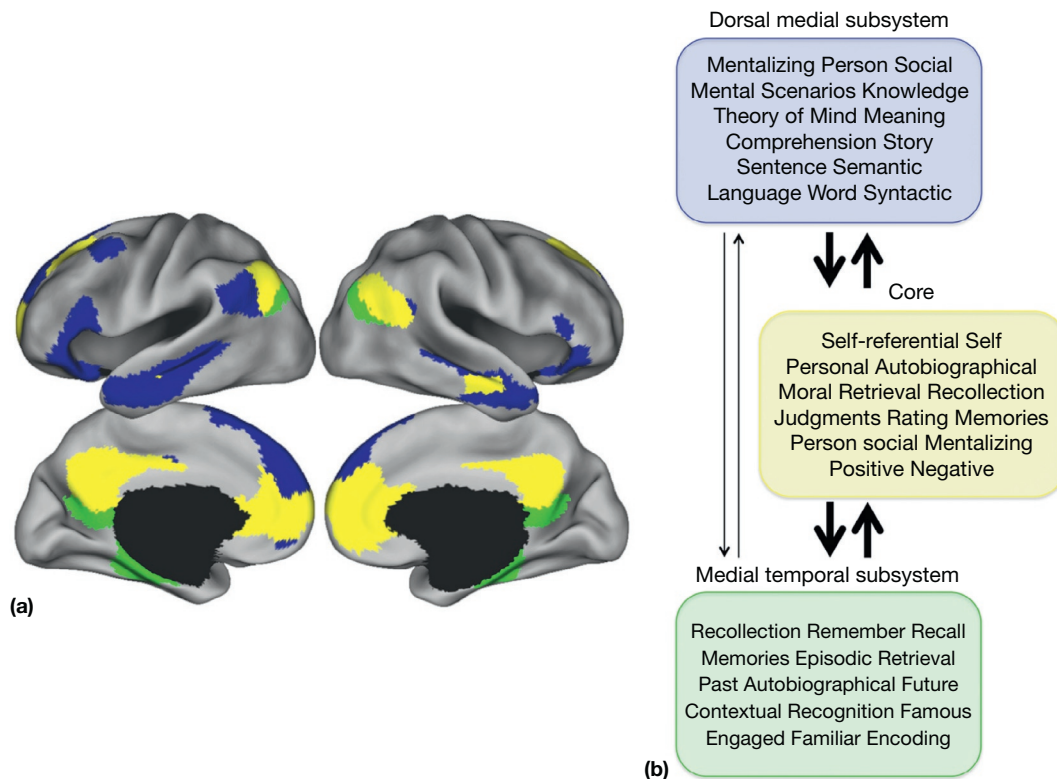 Dorsal medial subsystem
Mentalizing Person Social
Mental Scenarios Knowledge
Theory of Mind Meaning
Comprehension Story
Sentence Semantic
Language Word Syntactic
Core
Self-referential Self
Personal Autobiographical
Moral Retrieval Recollection
Judgments Rating Memories
Person social Mentalizing
Positive Negative
Medial temporal subsystem
Recollection Remember Recall
Memories Episodic Retrieval
Past Autobiographical Future
Contextual Recognition Famous
Engaged Familiar Encoding
(a)
(b)